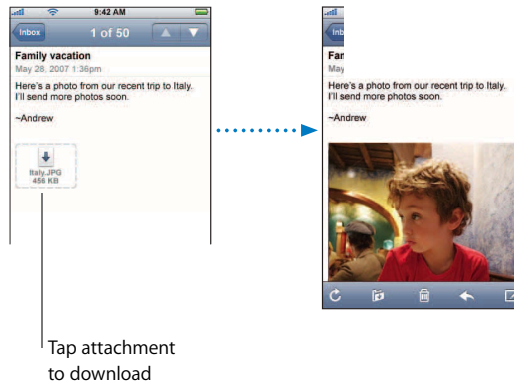 9:42 AM
Inbox
1 of 50
Family vacation
May 28, 2007 1:36pm
Here's a photo from our recent trip to Italy.
I'll send more photos soon.
~Andrew
Italy.JPG
456 KB
Tap attachment
to download
Inb
Fam
May
Here's a photo from our recent trip to Italy.
I'll send more photos soon.
~Andrew